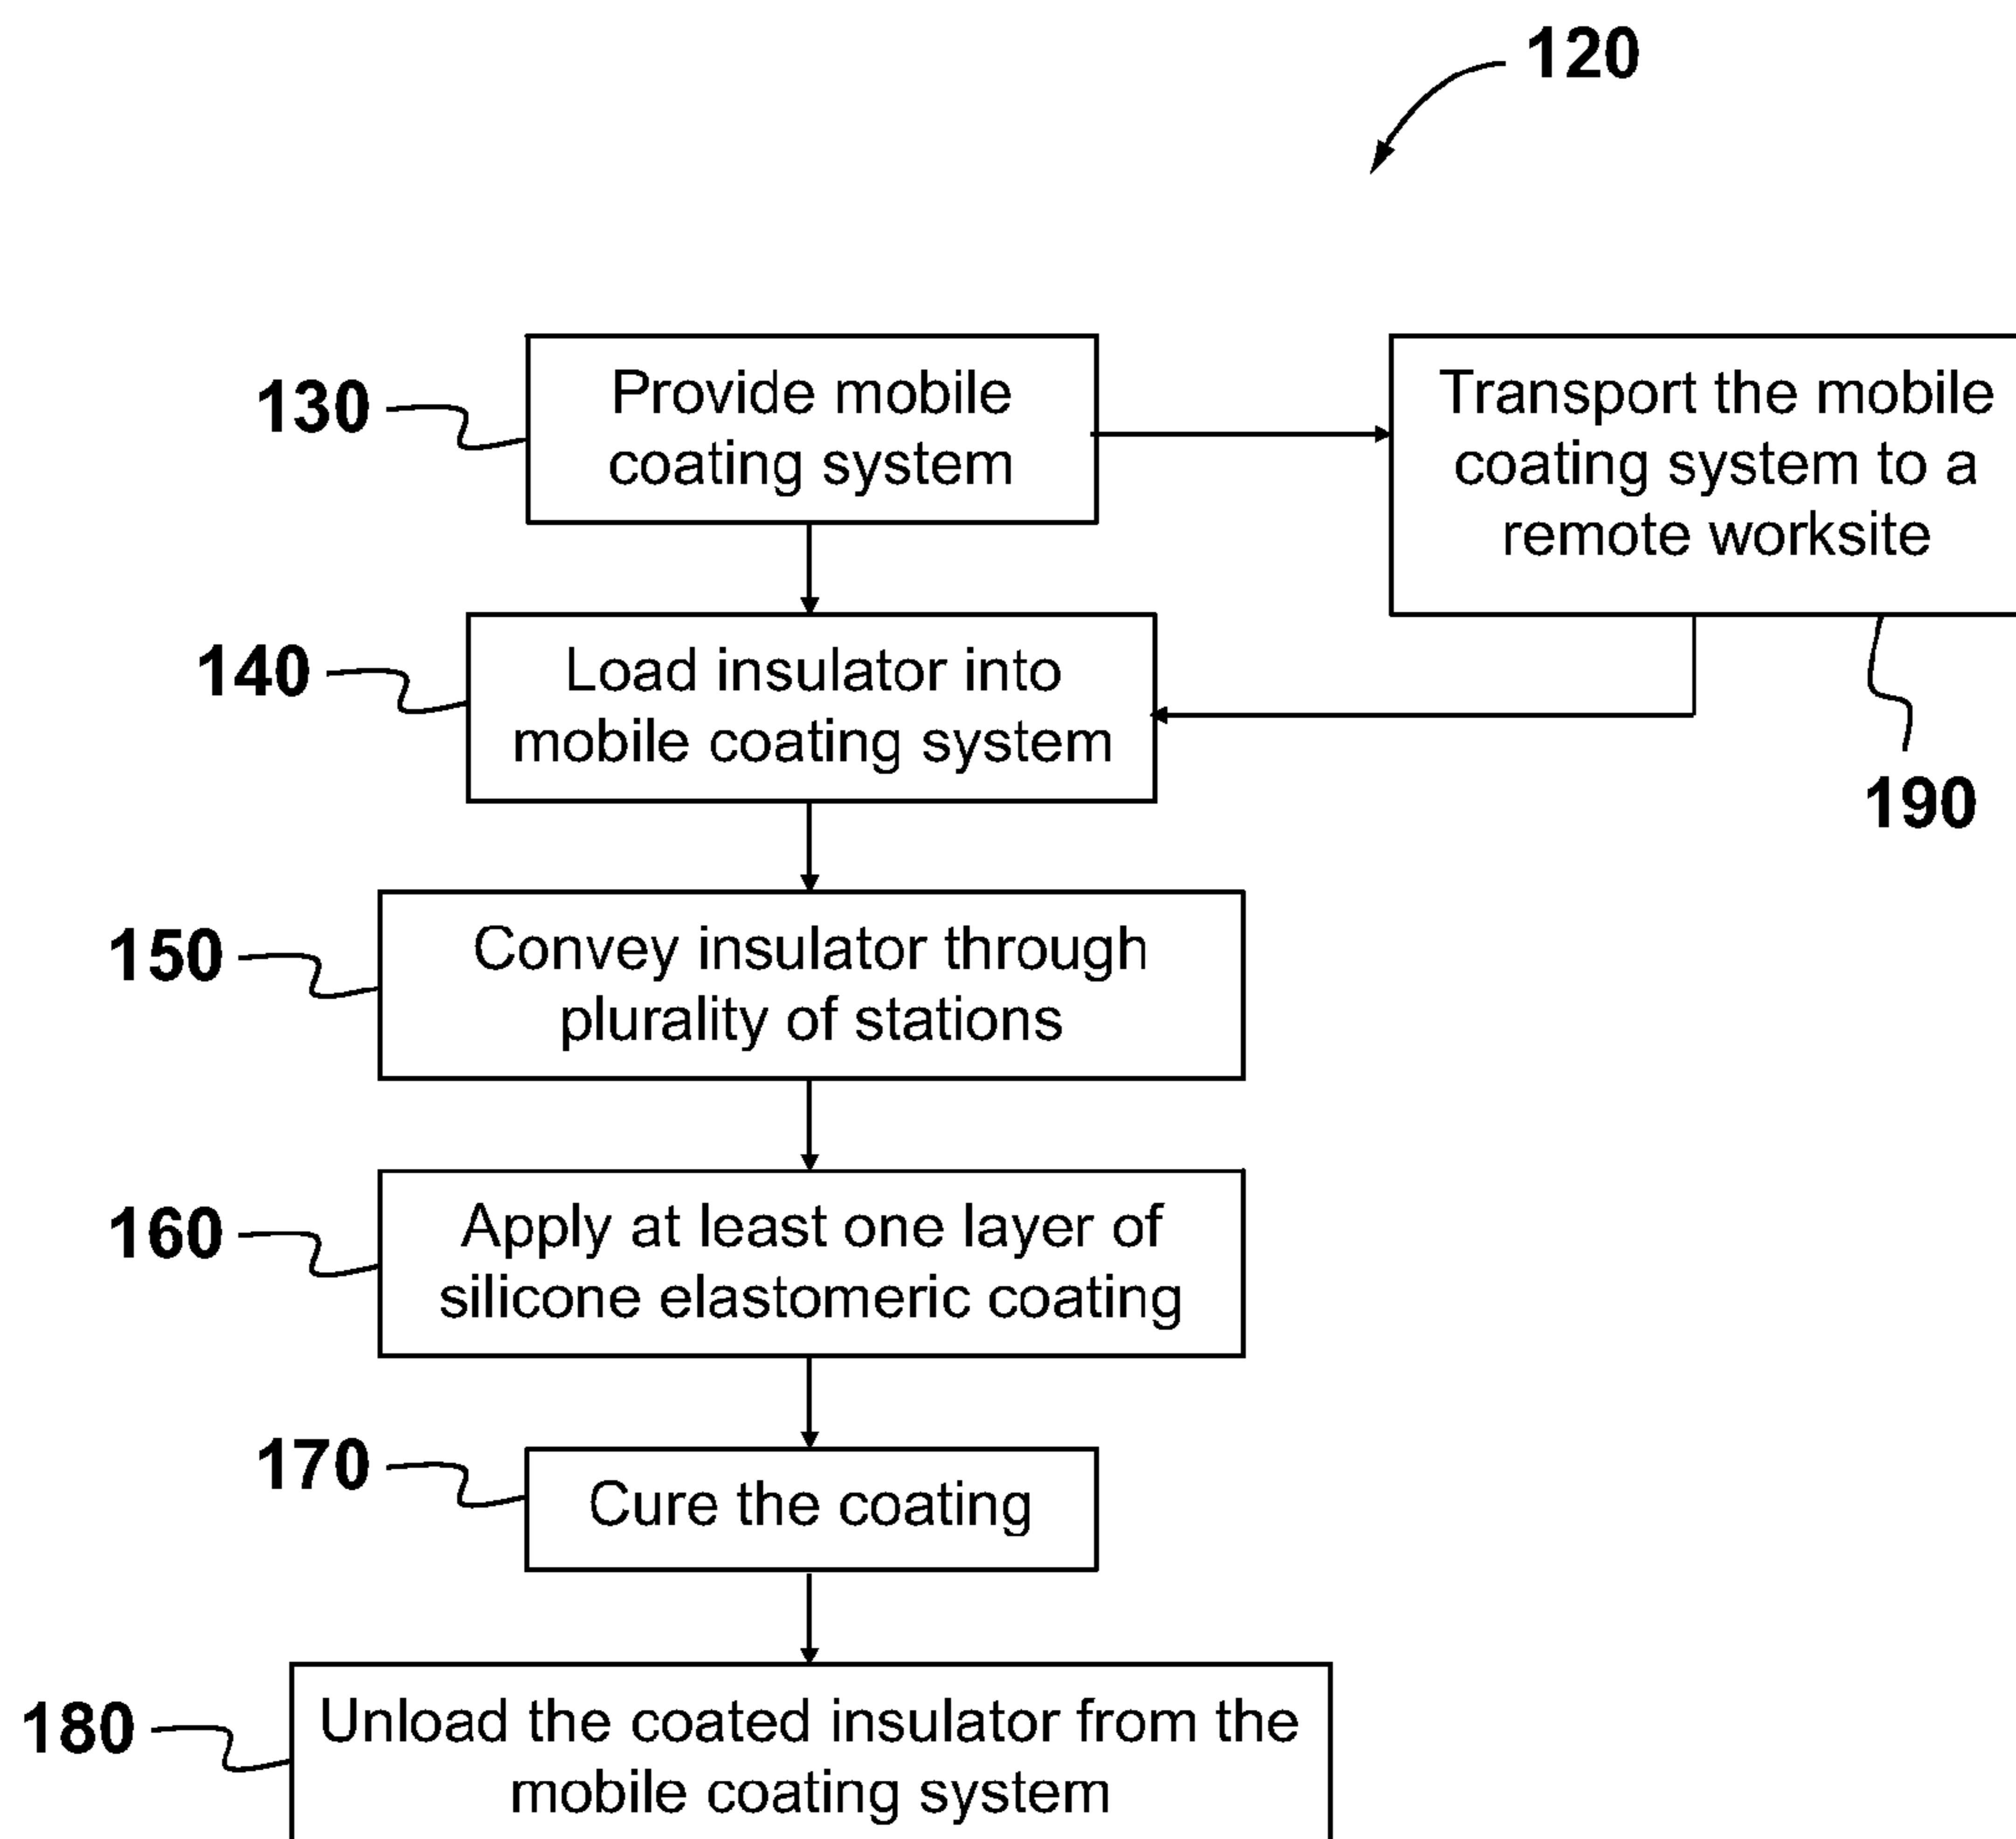 120
130
Provide mobile
coating system
Transport the mobile
coating system to a
remote worksite
190
140
Load insulator into
mobile coating system
150
Convey insulator through
plurality of stations
160
Apply at least one layer of
silicone elastomeric coating
170
Cure the coating
180
Unload the coated insulator from the
mobile coating system